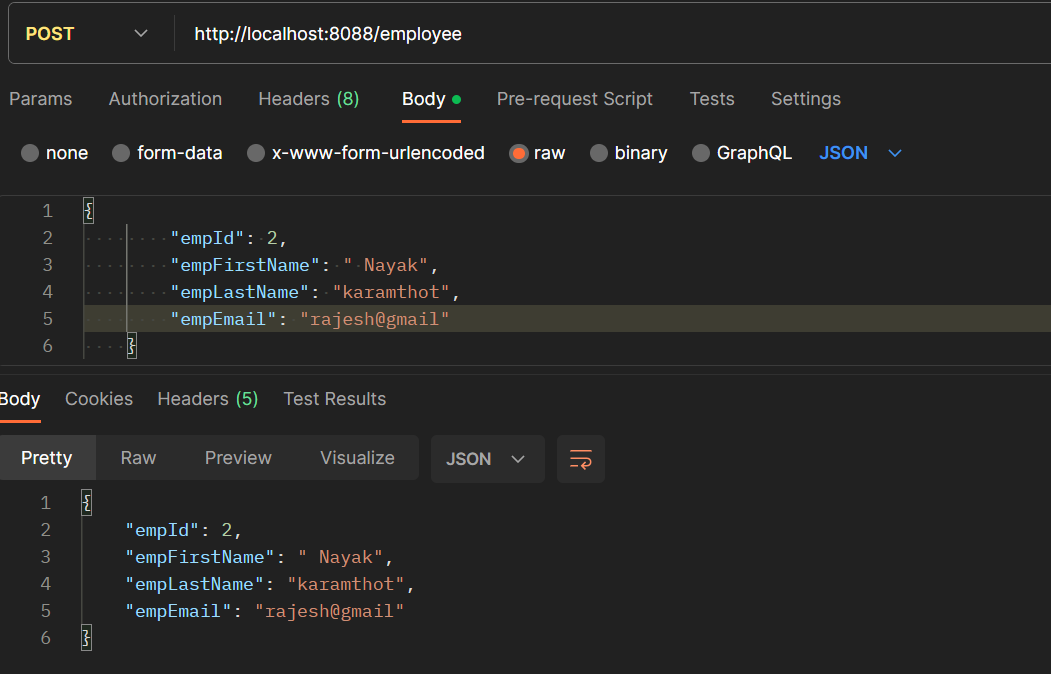 POST http://localhost:8088/employee
Params Authorization Headers (8) Body Pre-request Script Tests Settings
none form-data x-www-form-urlencoded raw binary GraphQL JSON
1 {
2 "empId": 2,
3 "empFirstName": " Nayak",
4 "empLastName": "karamthot",
5 "empEmail": "rajesh@gmail"
6 }
Body Cookies Headers (5) Test Results
Pretty Raw Preview Visualize JSON
1 {
2 "empId": 2,
3 "empFirstName": " Nayak",
4 "empLastName": "karamthot",
5 "empEmail": "rajesh@gmail"
6 }